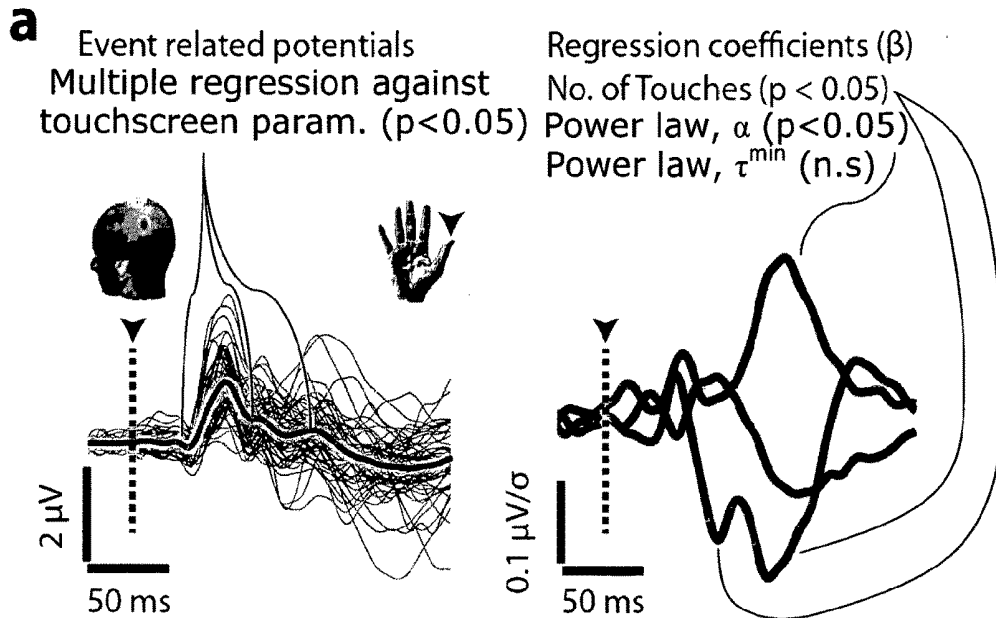 a
Event related potentials
Multiple regression against
touchscreen param. (p<0.05)
2 μV
50 ms
Regression coefficients (β)
No. of Touches (p < 0.05)
Power law, α (p<0.05)
Power law, τ^min (n.s)
0.1 μV/σ
50 ms